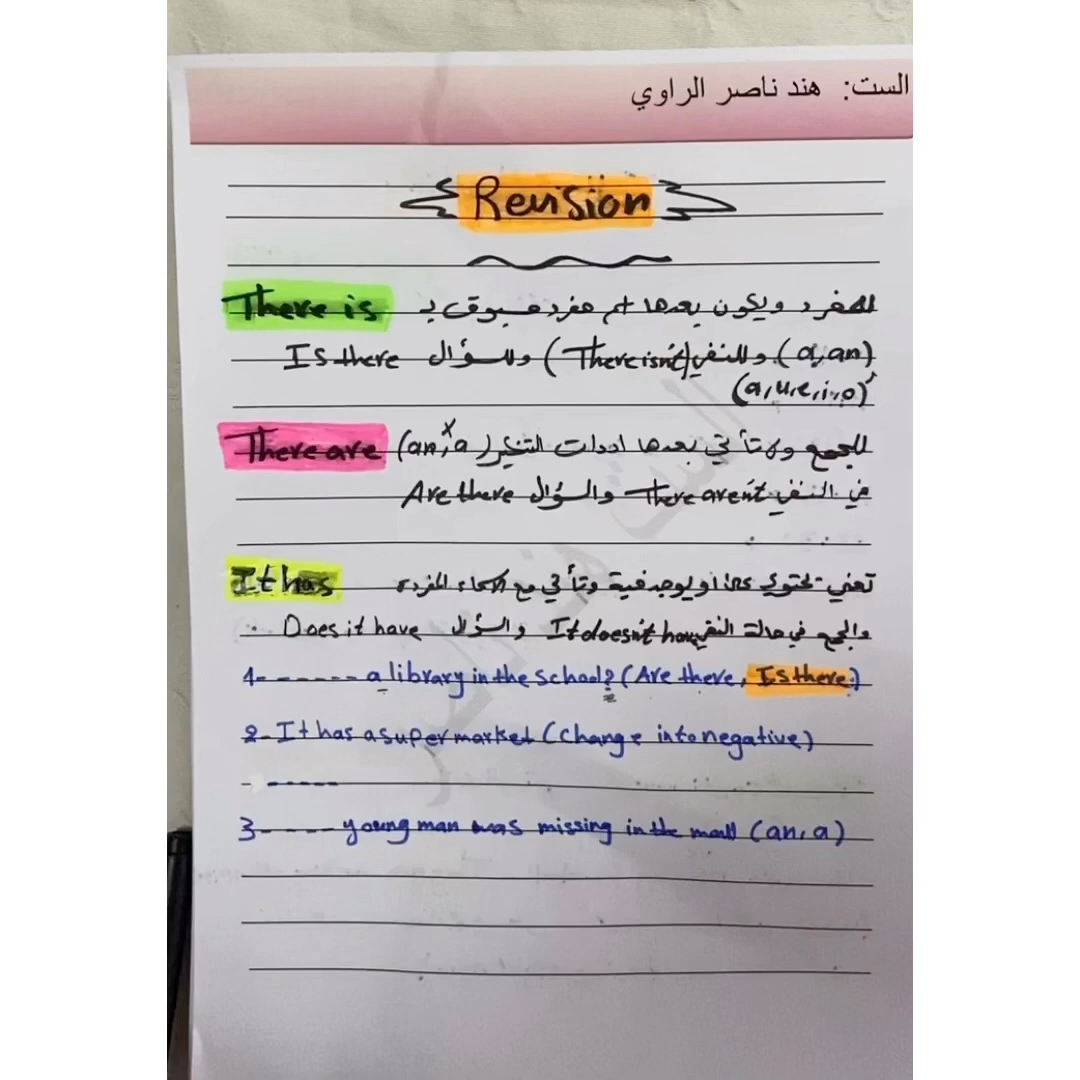 الست: هند ناصر الراوي
Revision
There is للمفرد ويكون بعدها اسم مفرد مسبوق بـ
(a, an). وللنفي (There isn't) وللسؤال Is there
(a, u, e, i, o)
There are للجمع ولا تأتي بعدها ادوات التنكير (an, a)
في النفي There aren't والسؤال Are there
It has تعني تحتوي على او يوجد فية وتأتي مع الاسماء المفردة
والجمع في حالة النفي It doesn't have والسؤال Does it have
1- ------ a library in the school? (Are there, Is there.)
2- It has a supermarket (change into negative)
- -----
3- ----- young man was missing in the mall (an, a)